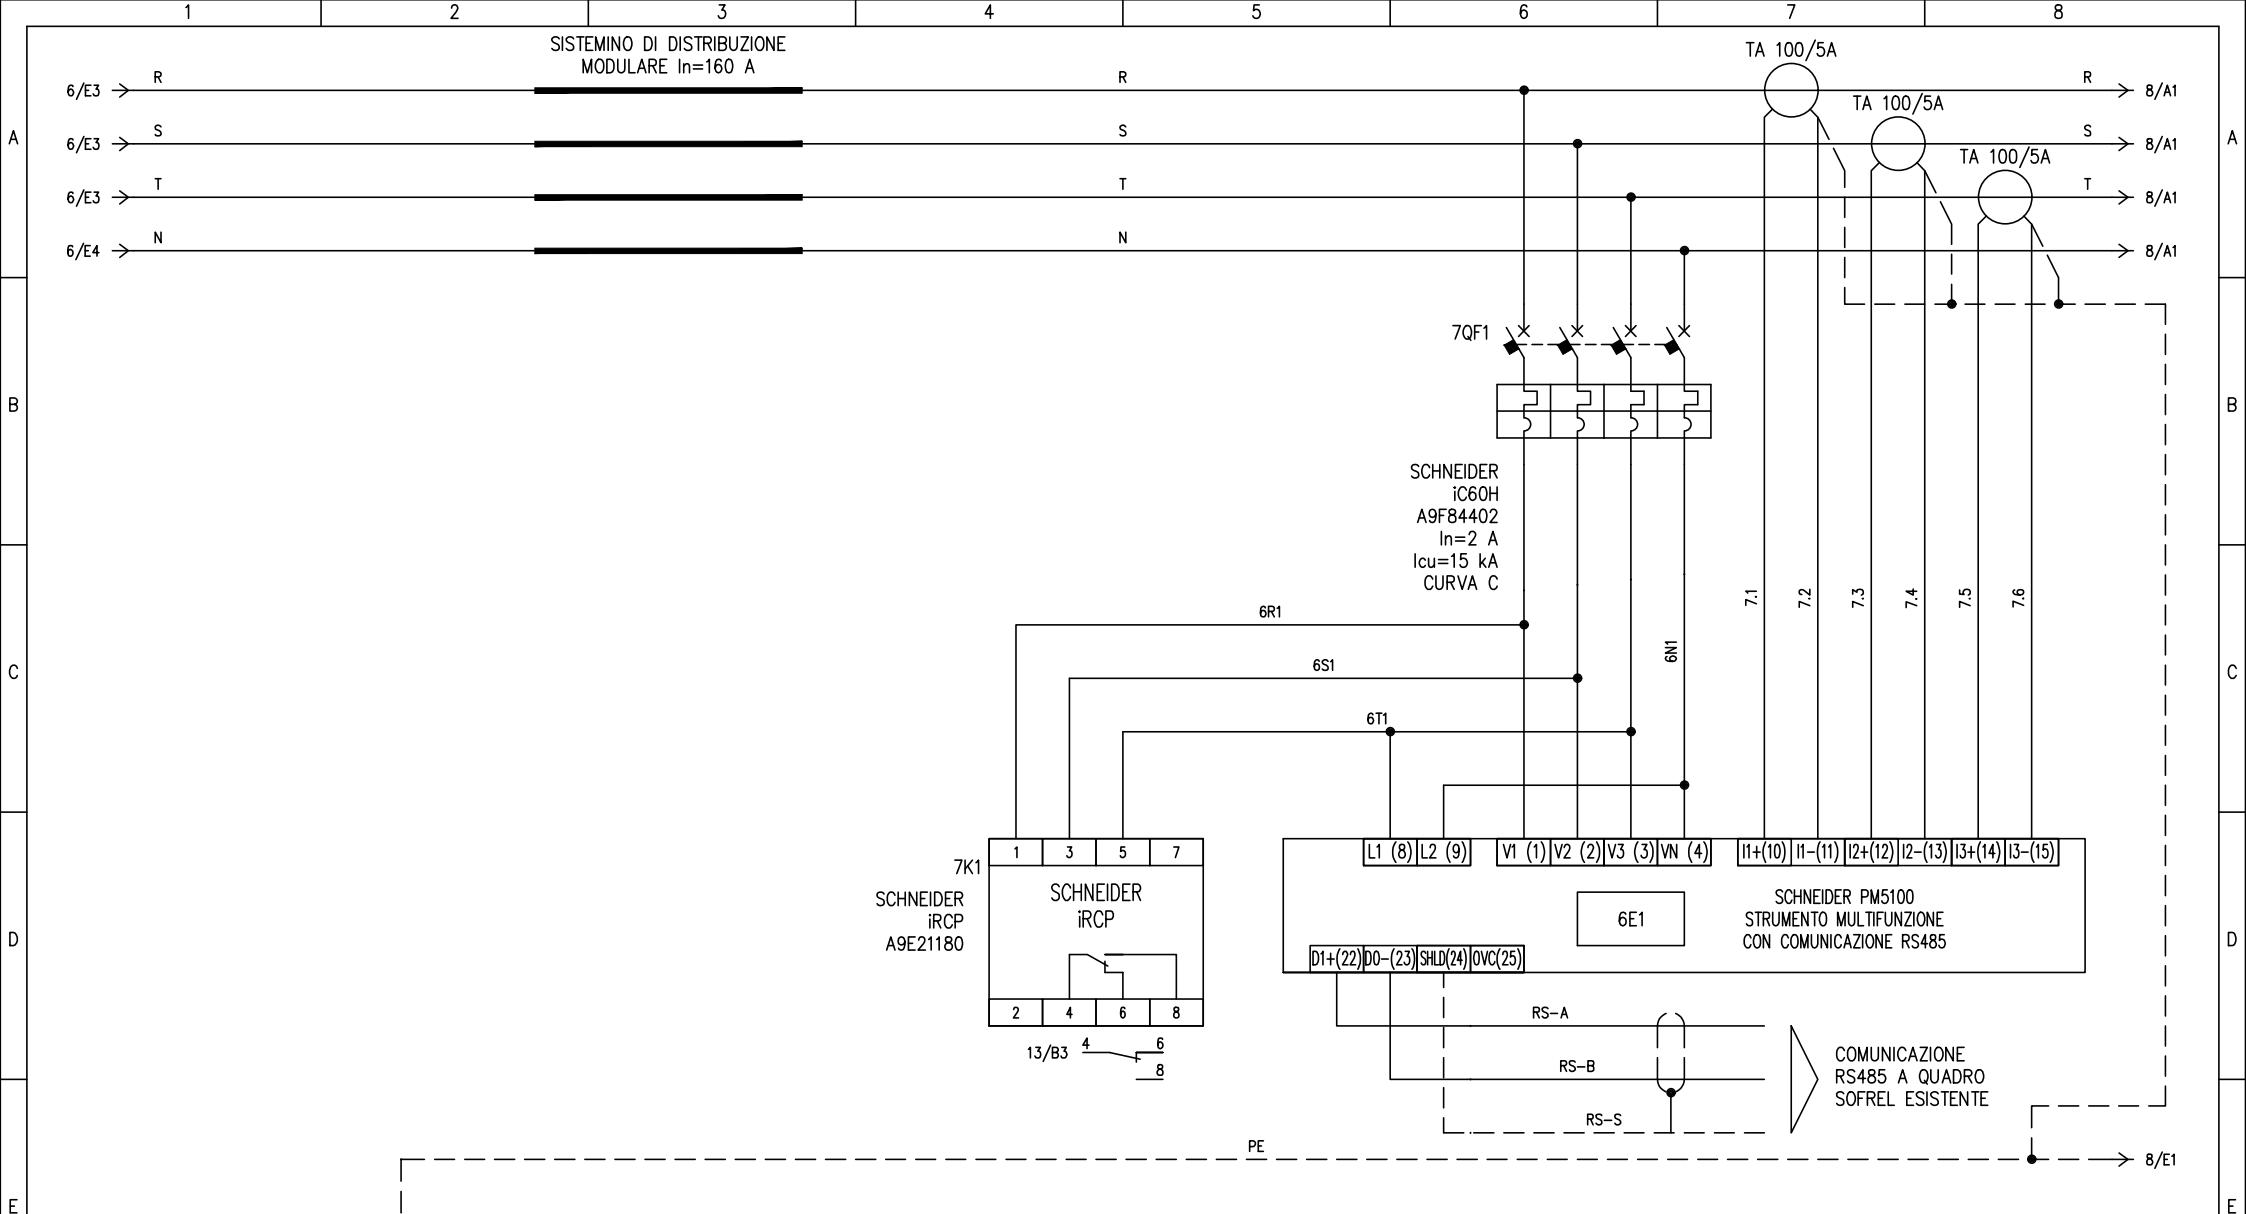 1 2 3 4 5 6 7 8
SISTEMINO DI DISTRIBUZIONE
MODULARE In=160 A
TA 100/5A
TA 100/5A
TA 100/5A
6/E3 R R R 8/A1
A A
6/E3 S S S 8/A1
6/E3 T T T 8/A1
6/E4 N N 8/A1
7QF1
B B
SCHNEIDER
iC60H
A9F84402
In=2 A
Icu=15 kA
CURVA C
7.1 7.2 7.3 7.4 7.5 7.6
6R1
6S1
6N1
C C
6T1
1 3 5 7
7K1
SCHNEIDER
iRCP
A9E21180
SCHNEIDER
iRCP
2 4 6 8
13/B3 4 6
8
L1 (8) L2 (9) V1 (1) V2 (2) V3 (3) VN (4) I1+(10) I1-(11) I2+(12) I2-(13) I3+(14) I3-(15)
6E1
SCHNEIDER PM5100
STRUMENTO MULTIFUNZIONE
CON COMUNICAZIONE RS485
D D
D1+(22) D0-(23) SHLD(24) 0VC(25)
RS-A
RS-B
RS-S
COMUNICAZIONE
RS485 A QUADRO
SOFREL ESISTENTE
PE 8/E1
E E